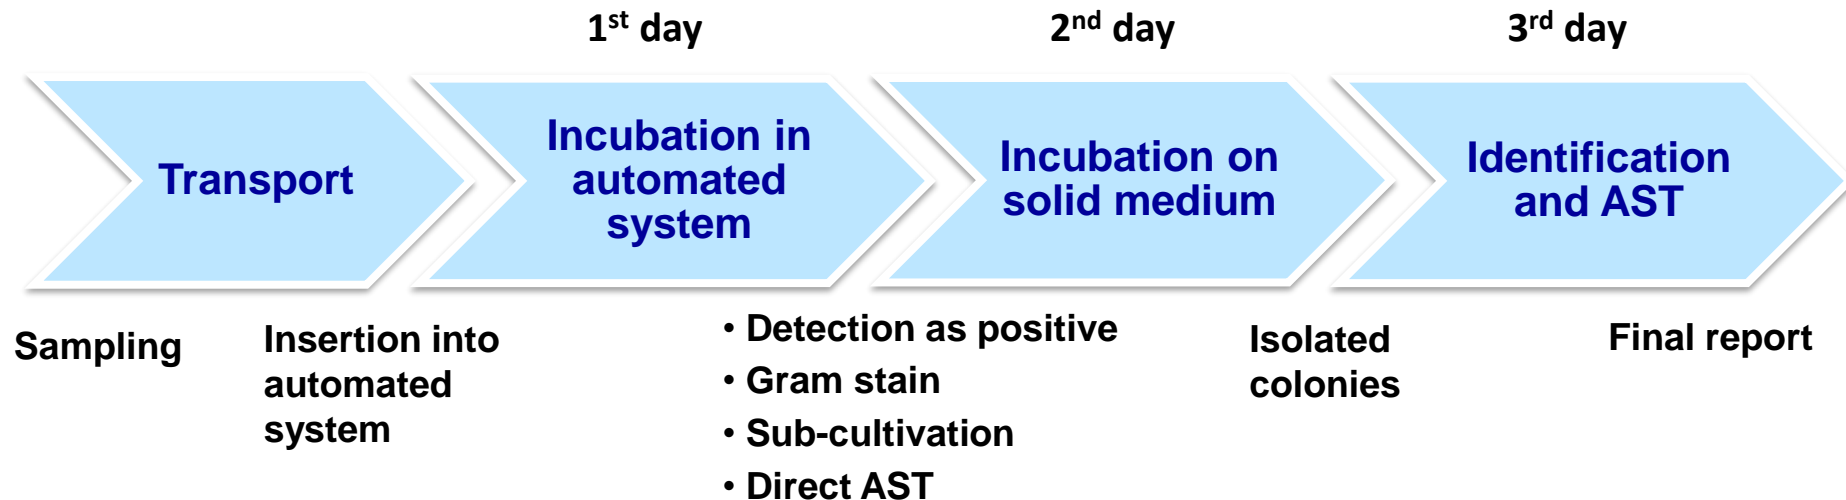 1st day
2nd day
3rd day
Transport
Incubation in
automated
system
Incubation on
solid medium
Identification
and AST
Sampling
Insertion into
automated
system
• Detection as positive
• Gram stain
• Sub-cultivation
• Direct AST
Isolated
colonies
Final report